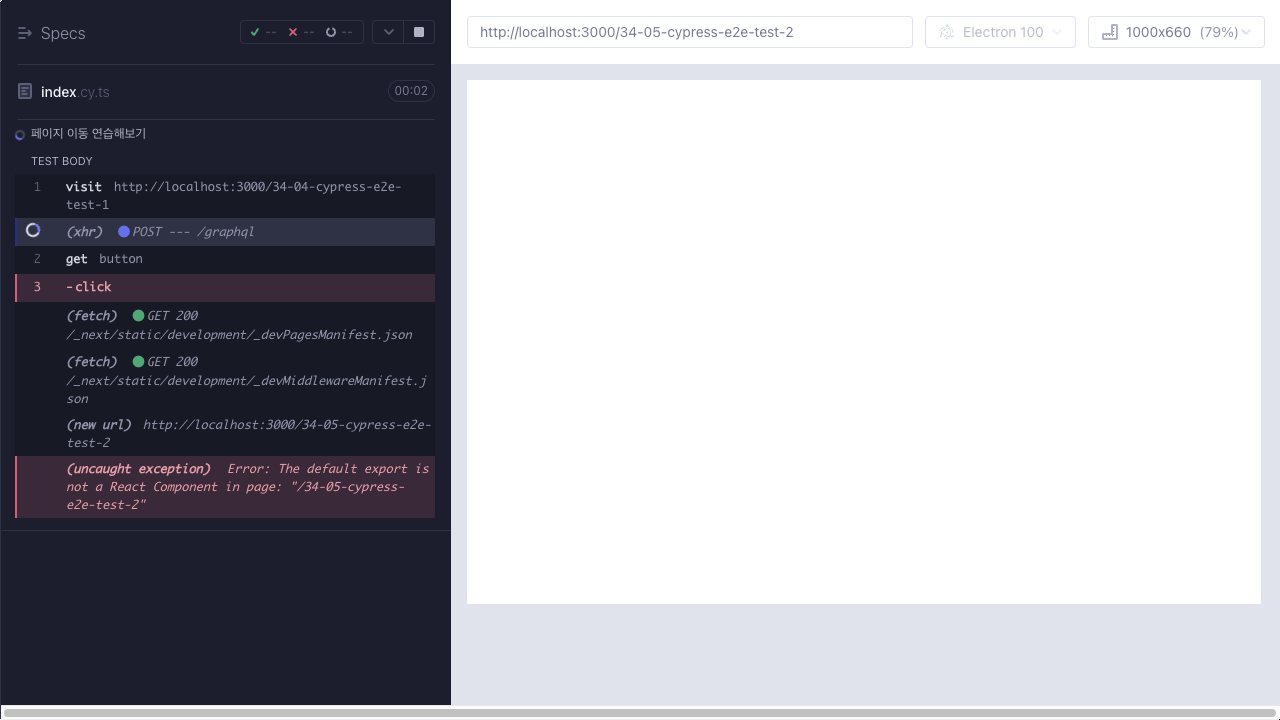 Specs
-- -- --
index.cy.ts
00:02
페이지 이동 연습해보기
TEST BODY
1 visit http://localhost:3000/34-04-cypress-e2e-
test-1
(xhr) POST --- /graphql
2 get button
3 -click
(fetch) GET 200
/_next/static/development/_devPagesManifest.json
(fetch) GET 200
/_next/static/development/_devMiddlewareManifest.j
son
(new url) http://localhost:3000/34-05-cypress-e2e-
test-2
(uncaught exception) Error: The default export is
not a React Component in page: "/34-05-cypress-
e2e-test-2"
http://localhost:3000/34-05-cypress-e2e-test-2
Electron 100
1000x660 (79%)